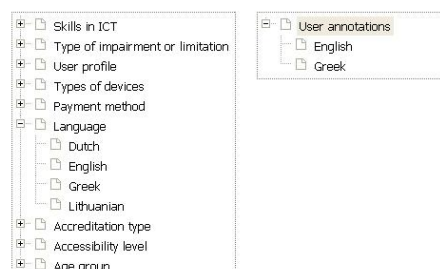 Skills in ICT
Type of impairment or limitation
User profile
Types of devices
Payment method
Language
Dutch
English
Greek
Lithuanian
Accreditation type
Accessibility level
Age group
User annotations
English
Greek